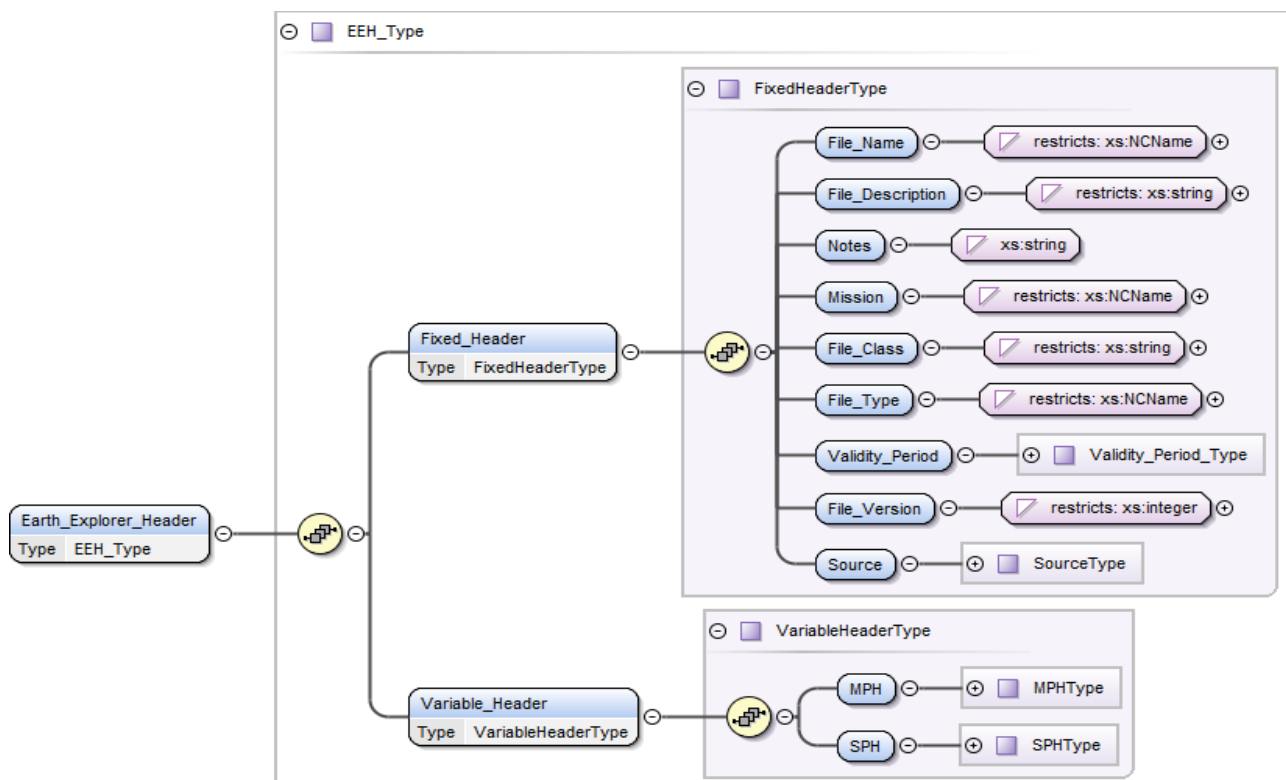 EEH_Type
FixedHeaderType
File_Name restricts: xs:NCName
File_Description restricts: xs:string
Notes xs:string
Mission restricts: xs:NCName
Fixed_Header
Type FixedHeaderType
File_Class restricts: xs:string
File_Type restricts: xs:NCName
Validity_Period Validity_Period_Type
File_Version restricts: xs:integer
Earth_Explorer_Header
Type EEH_Type
Source SourceType
VariableHeaderType
Variable_Header
Type VariableHeaderType
MPH MPHType
SPH SPHType